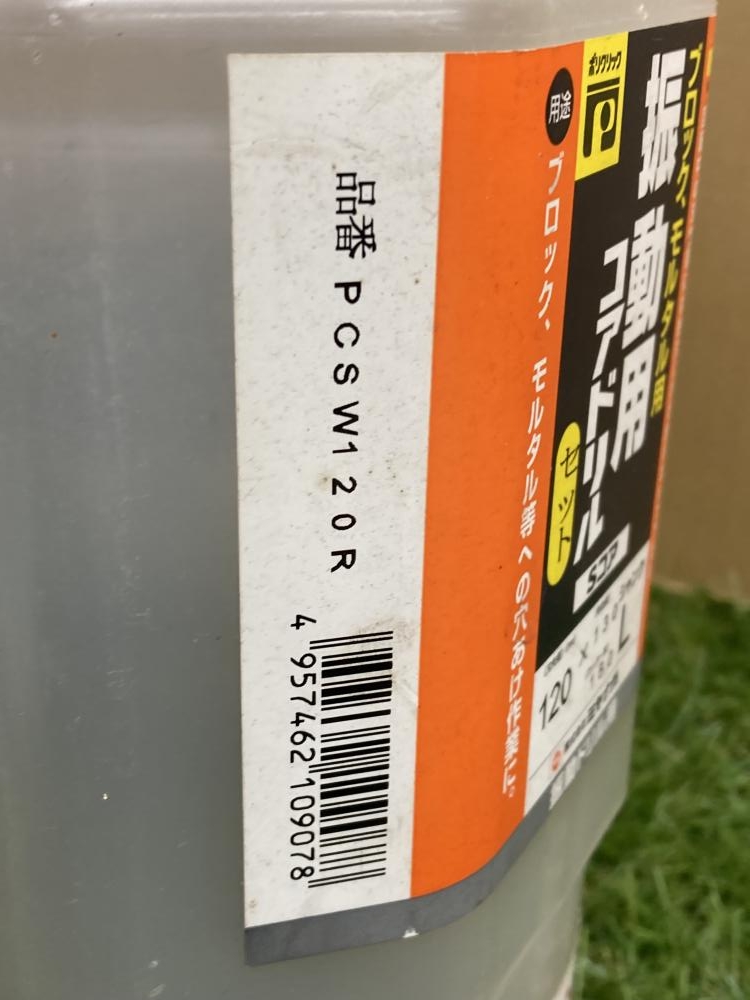 ブロック、モルタル用
振動用
コアドリル
セット
Sコア
ポリクリック
用途
ブロック、モルタル等への穴あけ作業に。
120
×
L
品番 PCSW120R
4 957462 109078